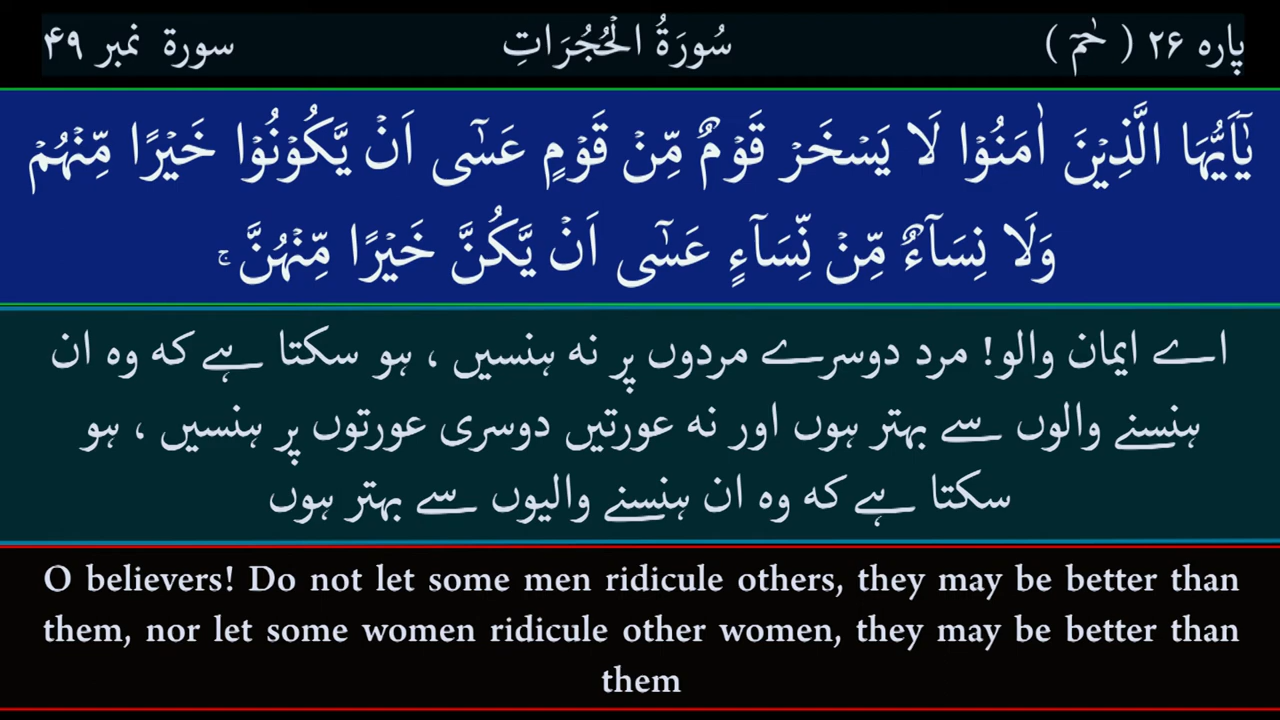 پارہ ۲۶ ( حٰمٓ ) سُورَةُ الْحُجُرَاتِ سورۃ نمبر ۴۹
يٰۤاَيُّهَا الَّذِيْنَ اٰمَنُوْا لَا يَسْخَرْ قَوْمٌ مِّنْ قَوْمٍ عَسٰۤى اَنْ يَّكُوْنُوْا خَيْرًا مِّنْهُمْ
وَلَا نِسَآءٌ مِّنْ نِّسَآءٍ عَسٰۤى اَنْ يَّكُنَّ خَيْرًا مِّنْهُنَّ ۚ
اے ایمان والو! مرد دوسرے مردوں پر نہ ہنسیں ، ہو سکتا ہے کہ وہ ان
ہنسنے والوں سے بہتر ہوں اور نہ عورتیں دوسری عورتوں پر ہنسیں ، ہو
سکتا ہے کہ وہ ان ہنسنے والیوں سے بہتر ہوں
O believers! Do not let some men ridicule others, they may be better than
them, nor let some women ridicule other women, they may be better than
them